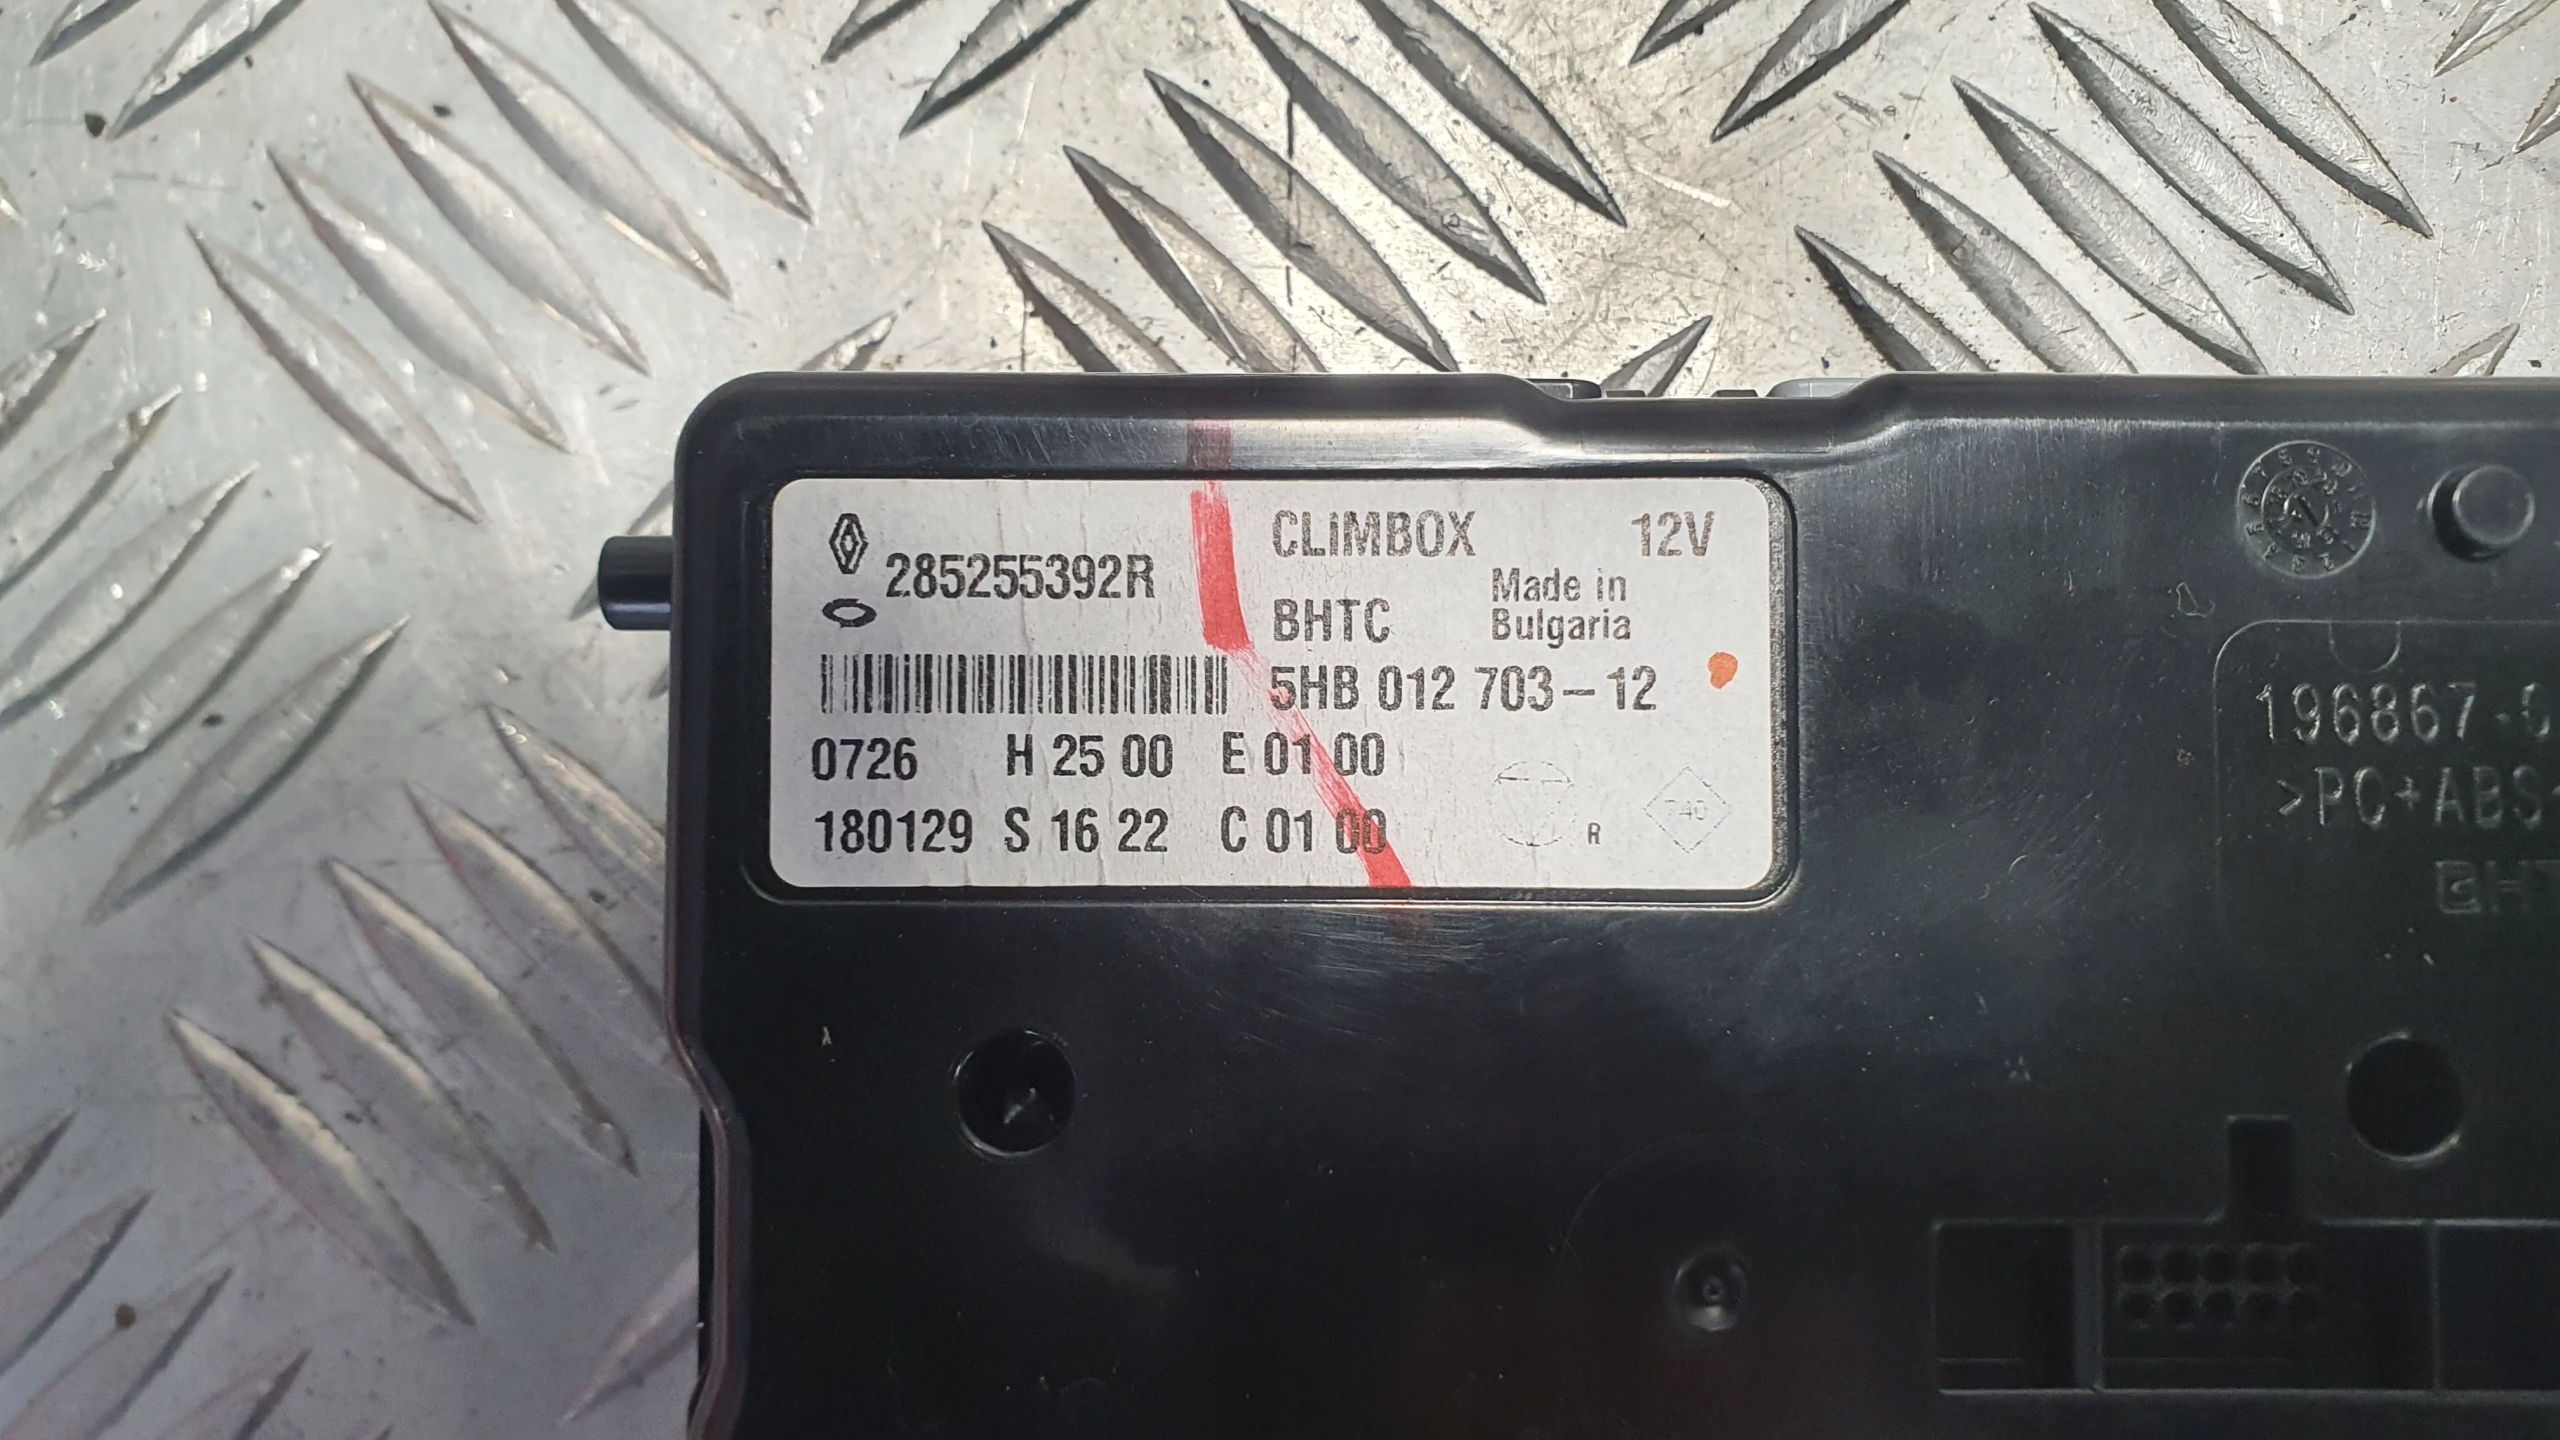 285255392R
CLIMBOX 12V
BHTC Made in Bulgaria
5HB 012 703-12
0726 H 25 00 E 01 00
180129 S 16 22 C 01 00
R
740
196867-
>PC+ABS
BHT